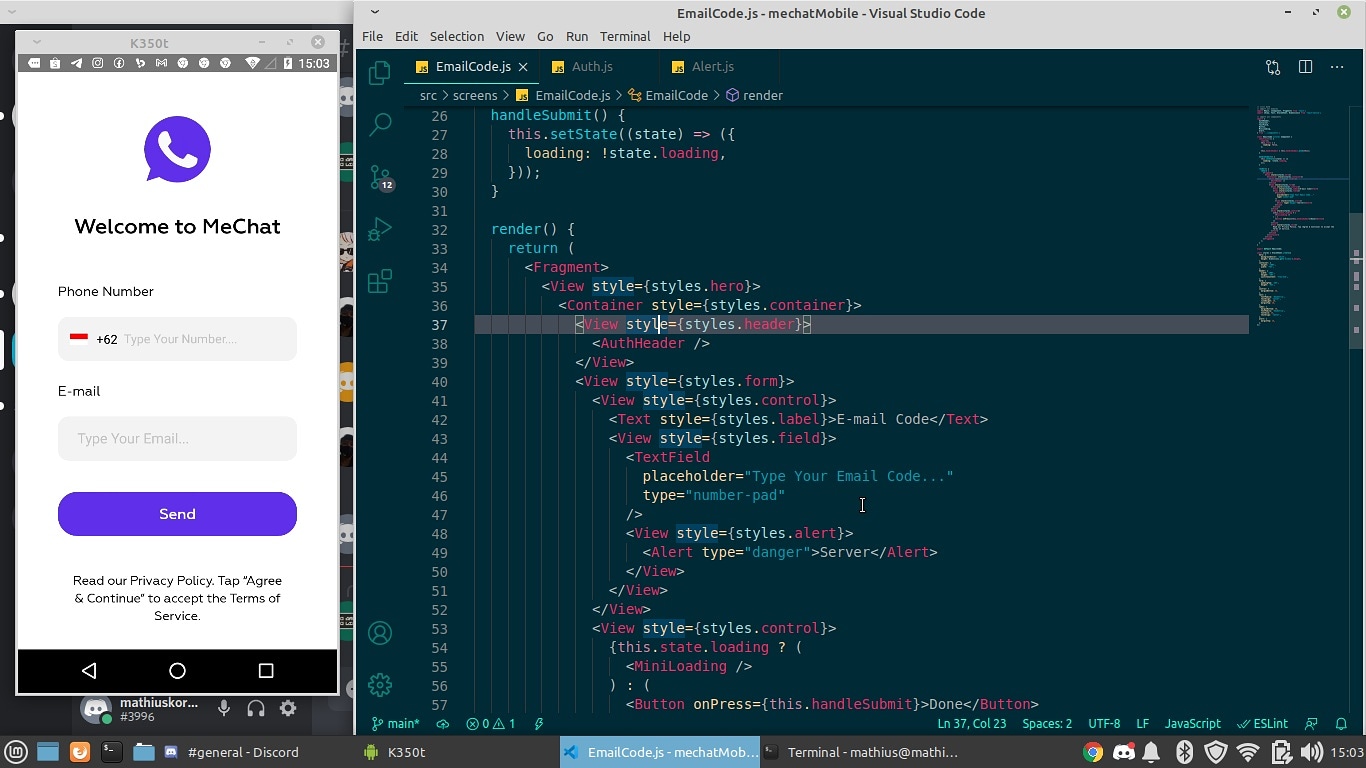 K350t
15:03
Welcome to MeChat
Phone Number
+62 Type Your Number....
E-mail
Type Your Email...
Send
Read our Privacy Policy. Tap “Agree
& Continue” to accept the Terms of
Service.
mathiuskor...
#3996
EmailCode.js - mechatMobile - Visual Studio Code
File Edit Selection View Go Run Terminal Help
JS EmailCode.js JS Auth.js JS Alert.js
src > screens > JS EmailCode.js > EmailCode > render
12
26 handleSubmit() {
27 this.setState((state) => ({
28 loading: !state.loading,
29 }));
30 }
31
32 render() {
33 return (
34 <Fragment>
35 <View style={styles.hero}>
36 <Container style={styles.container}>
37 <View style={styles.header}>
38 <AuthHeader />
39 </View>
40 <View style={styles.form}>
41 <View style={styles.control}>
42 <Text style={styles.label}>E-mail Code</Text>
43 <View style={styles.field}>
44 <TextField
45 placeholder="Type Your Email Code..."
46 type="number-pad"
47 />
48 <View style={styles.alert}>
49 <Alert type="danger">Server</Alert>
50 </View>
51 </View>
52 </View>
53 <View style={styles.control}>
54 {this.state.loading ? (
55 <MiniLoading />
56 ) : (
57 <Button onPress={this.handleSubmit}>Done</Button>
main* 0 1 Ln 37, Col 23 Spaces: 2 UTF-8 LF JavaScript ESLint
#general - Discord K350t EmailCode.js - mechatMob... Terminal - mathius@mathi... 15:03